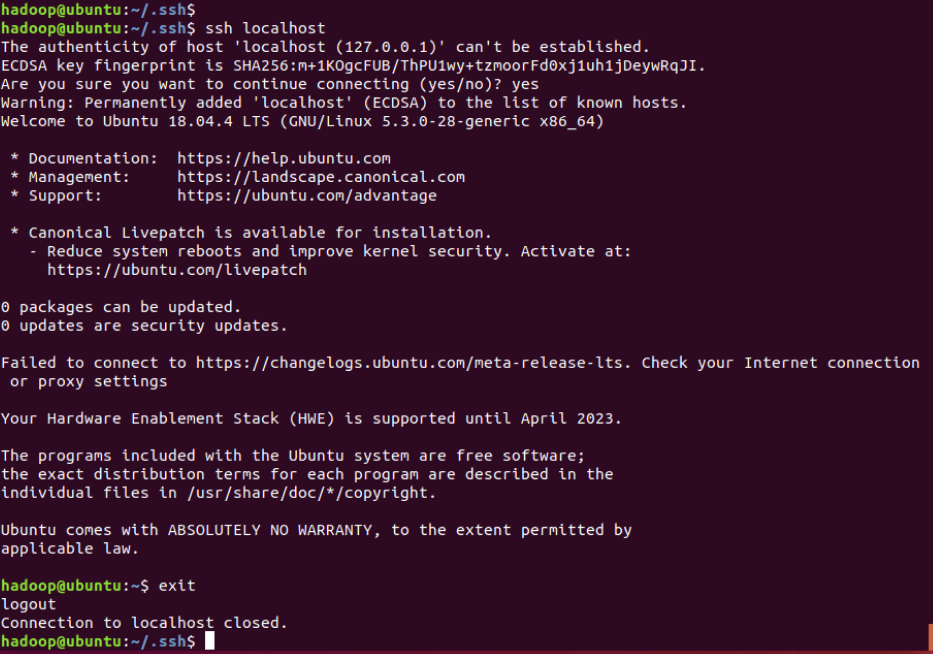 hadoop@ubuntu:~/.ssh$
hadoop@ubuntu:~/.ssh$ ssh localhost
The authenticity of host 'localhost (127.0.0.1)' can't be established.
ECDSA key fingerprint is SHA256:m+1KOgcFUB/ThPU1wy+tzmoorFd0xj1uh1jDeywRqJI.
Are you sure you want to continue connecting (yes/no)? yes
Warning: Permanently added 'localhost' (ECDSA) to the list of known hosts.
Welcome to Ubuntu 18.04.4 LTS (GNU/Linux 5.3.0-28-generic x86_64)
* Documentation:  https://help.ubuntu.com
* Management:     https://landscape.canonical.com
* Support:        https://ubuntu.com/advantage
* Canonical Livepatch is available for installation.
- Reduce system reboots and improve kernel security. Activate at:
https://ubuntu.com/livepatch
0 packages can be updated.
0 updates are security updates.
Failed to connect to https://changelogs.ubuntu.com/meta-release-lts. Check your Internet connection
or proxy settings
Your Hardware Enablement Stack (HWE) is supported until April 2023.
The programs included with the Ubuntu system are free software;
the exact distribution terms for each program are described in the
individual files in /usr/share/doc/*/copyright.
Ubuntu comes with ABSOLUTELY NO WARRANTY, to the extent permitted by
applicable law.
hadoop@ubuntu:~$ exit
logout
Connection to localhost closed.
hadoop@ubuntu:~/.ssh$